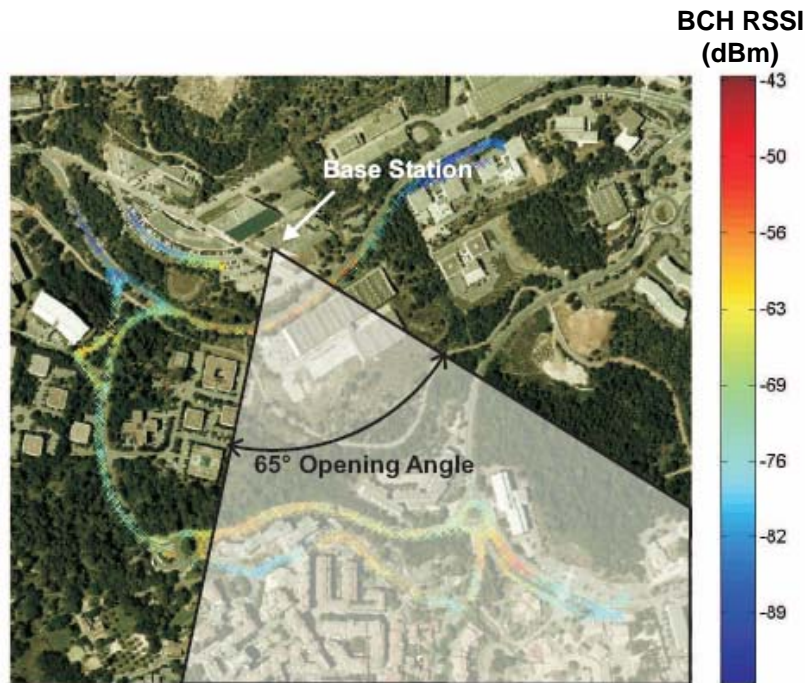 BCH RSSI
(dBm)
-43
-50
-56
-63
-69
-76
-82
-89
Base Station
65° Opening Angle